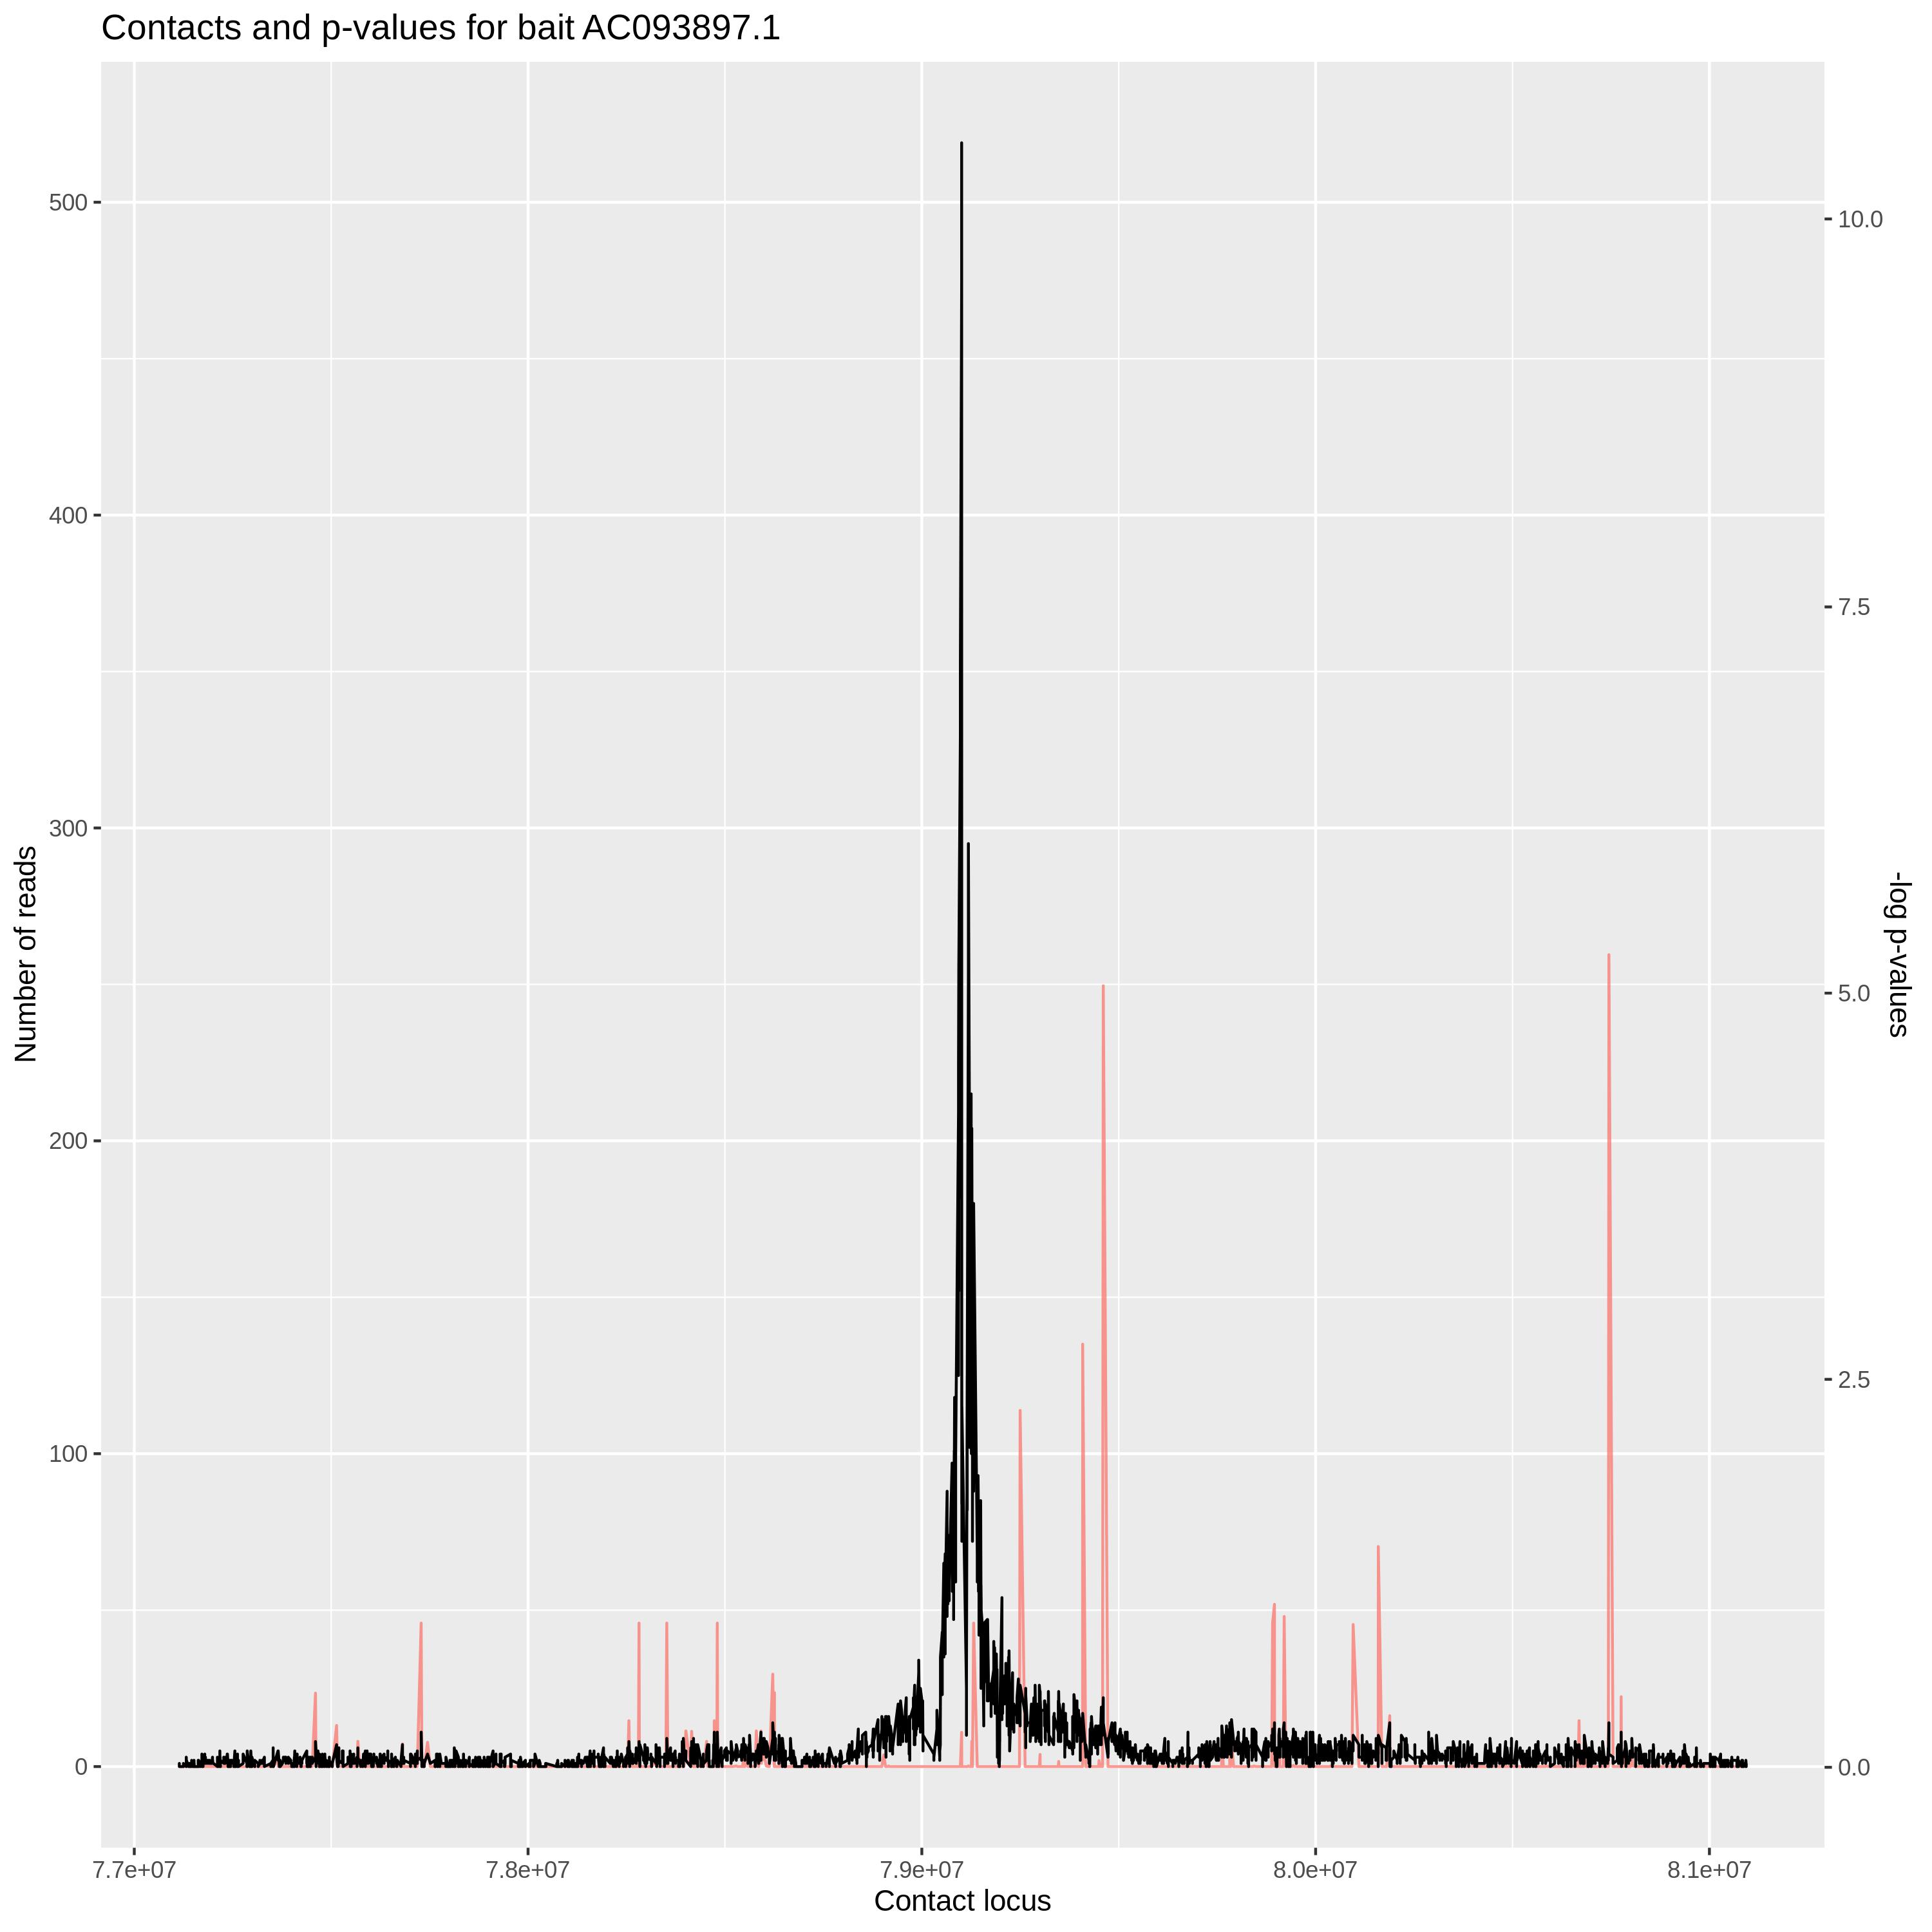 Contacts and p-values for bait AC093897.1
500
400
300
200
100
0
Number of reads
10.0
7.5
5.0
2.5
0.0
-log p-values
7.7e+07
7.8e+07
7.9e+07
8.0e+07
8.1e+07
Contact locus